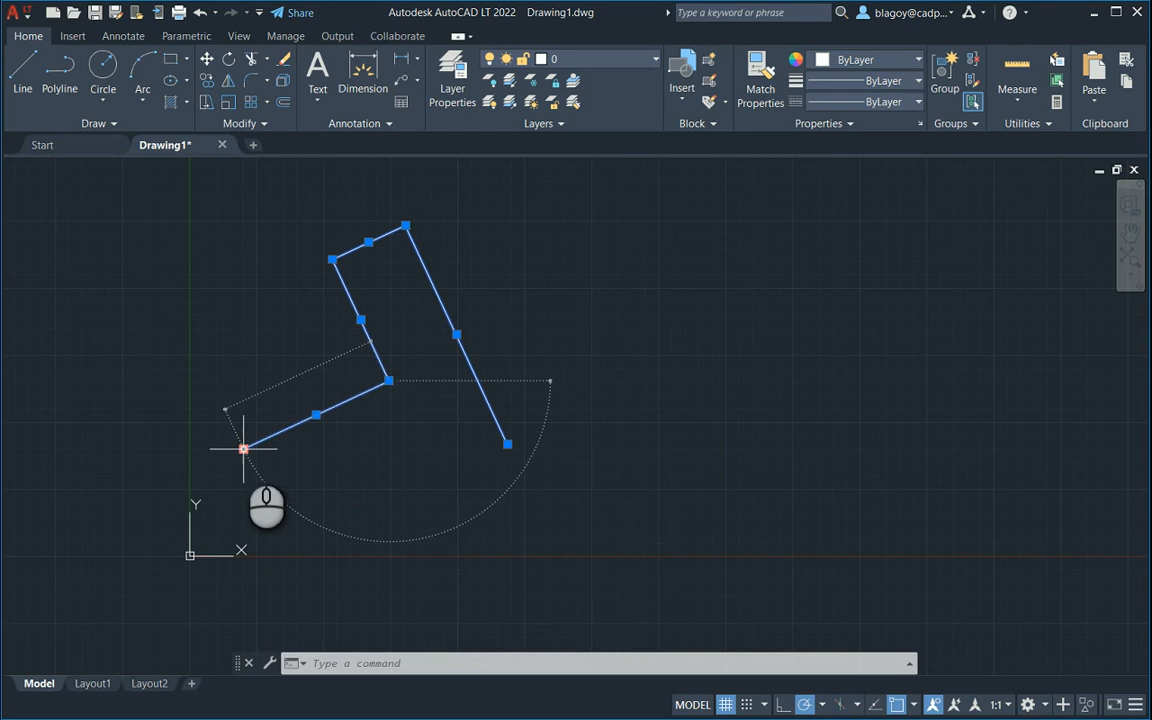 Share
Autodesk AutoCAD LT 2022 Drawing1.dwg
Type a keyword or phrase
blagoy@cadp...
Home Insert Annotate Parametric View Manage Output Collaborate
Line Polyline Circle Arc
Text Dimension
Layer Properties
0
Insert
Match Properties
ByLayer
ByLayer
ByLayer
Group Measure Paste
Draw Modify Annotation Layers Block Properties Groups Utilities Clipboard
Start Drawing1*
Y
X
Type a command
Model Layout1 Layout2
MODEL 1:1